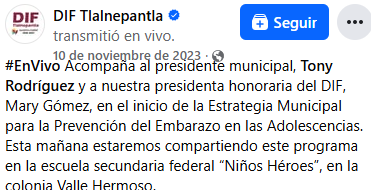 DIF Tlalnepantla
transmitió en vivo.
10 de noviembre de 2023
Seguir
#EnVivo Acompaña al presidente municipal, Tony
Rodríguez y a nuestra presidenta honoraria del DIF,
Mary Gómez, en el inicio de la Estrategia Municipal
para la Prevención del Embarazo en las Adolescencias.
Esta mañana estaremos compartiendo este programa
en la escuela secundaria federal “Niños Héroes”, en la
colonia Valle Hermoso.